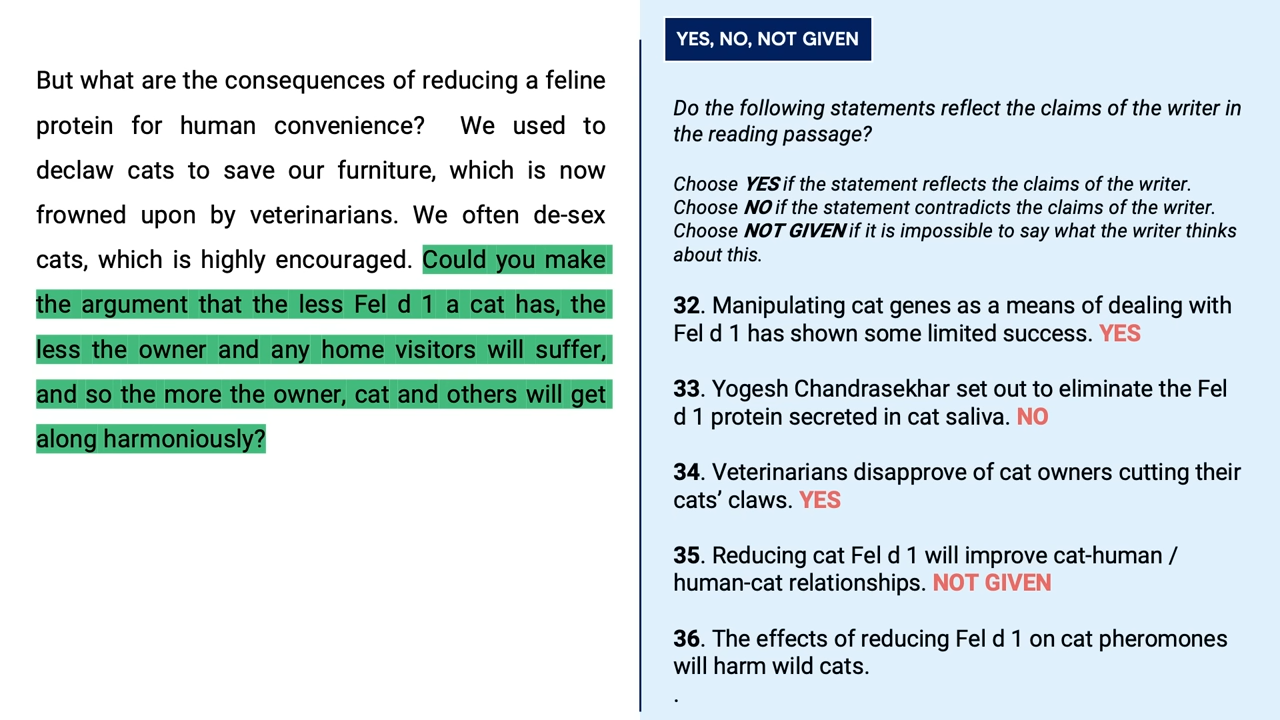 But what are the consequences of reducing a feline
protein for human convenience? We used to
declaw cats to save our furniture, which is now
frowned upon by veterinarians. We often de-sex
cats, which is highly encouraged. Could you make
the argument that the less Fel d 1 a cat has, the
less the owner and any home visitors will suffer,
and so the more the owner, cat and others will get
along harmoniously?
YES, NO, NOT GIVEN
Do the following statements reflect the claims of the writer in
the reading passage?
Choose YES if the statement reflects the claims of the writer.
Choose NO if the statement contradicts the claims of the writer.
Choose NOT GIVEN if it is impossible to say what the writer thinks
about this.
32. Manipulating cat genes as a means of dealing with
Fel d 1 has shown some limited success. YES
33. Yogesh Chandrasekhar set out to eliminate the Fel
d 1 protein secreted in cat saliva. NO
34. Veterinarians disapprove of cat owners cutting their
cats’ claws. YES
35. Reducing cat Fel d 1 will improve cat-human /
human-cat relationships. NOT GIVEN
36. The effects of reducing Fel d 1 on cat pheromones
will harm wild cats.
.